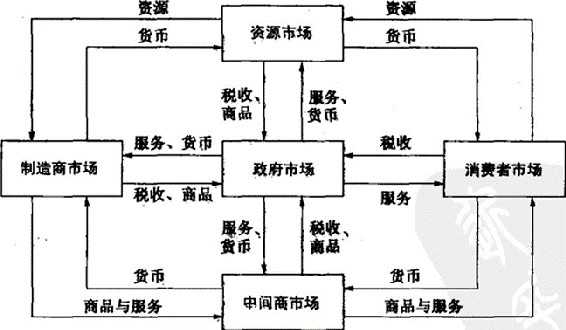 资源
资源
货币
资源市场
货币
税收、
商品
服务、
货币
服务、货币
税收
制造商市场
政府市场
消费者市场
税收、商品
服务
服务、
货币
税收、
商品
货币
货币
中间商市场
商品与服务
商品与服务